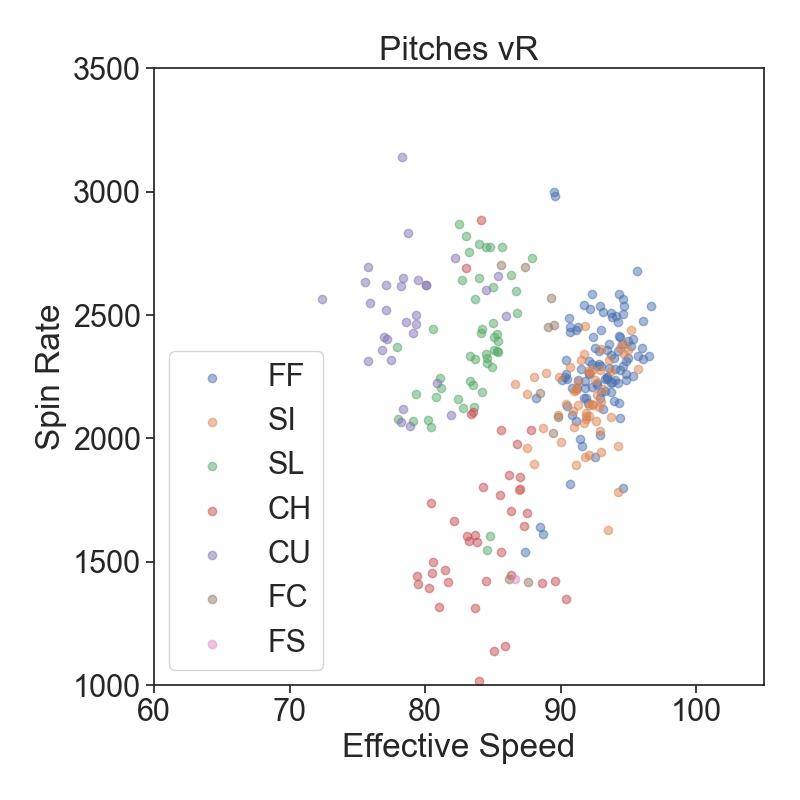 Pitches vR
3500
3000
2500
2000
1500
1000
Spin Rate
FF
SI
SL
CH
CU
FC
FS
60 70 80 90 100
Effective Speed